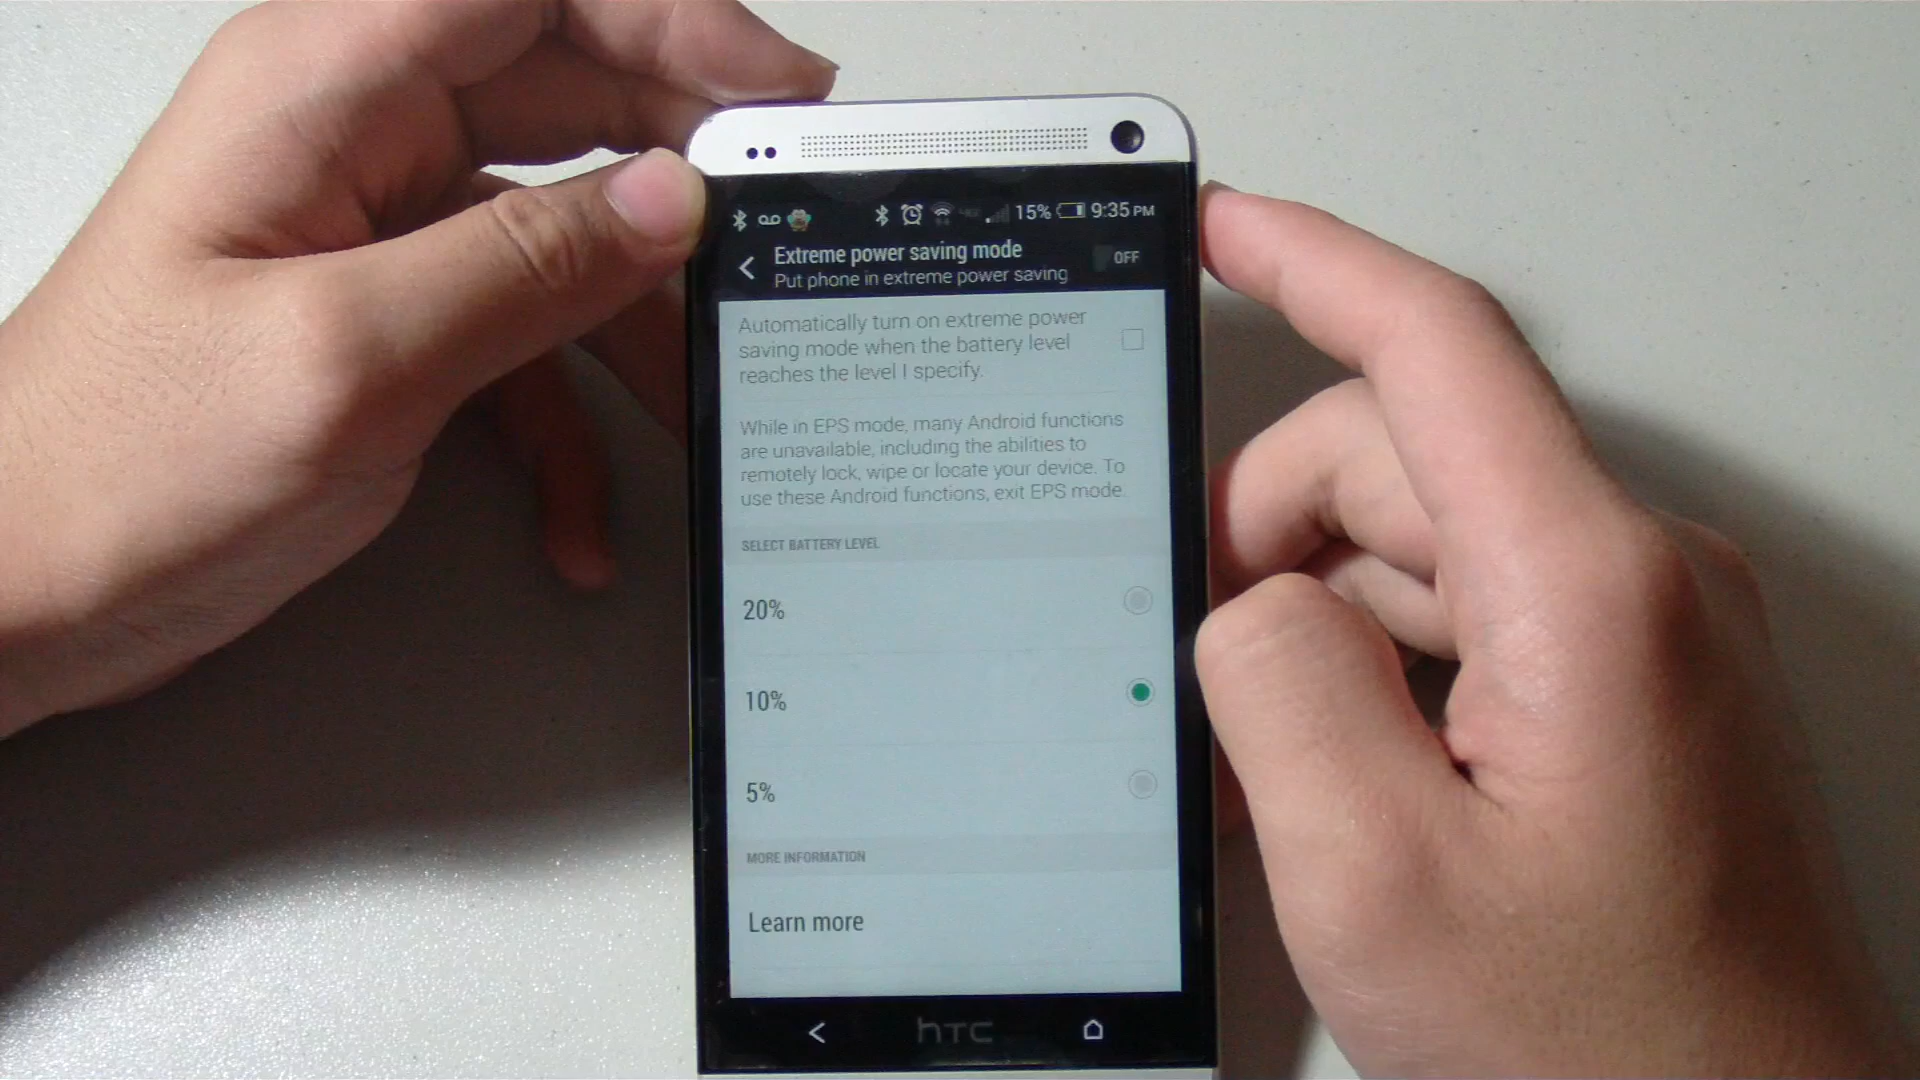 15% 9:35 PM
Extreme power saving mode
OFF
Put phone in extreme power saving
Automatically turn on extreme power
saving mode when the battery level
reaches the level I specify.
While in EPS mode, many Android functions
are unavailable, including the abilities to
remotely lock, wipe or locate your device. To
use these Android functions, exit EPS mode.
SELECT BATTERY LEVEL
20%
10%
5%
MORE INFORMATION
Learn more
hTC